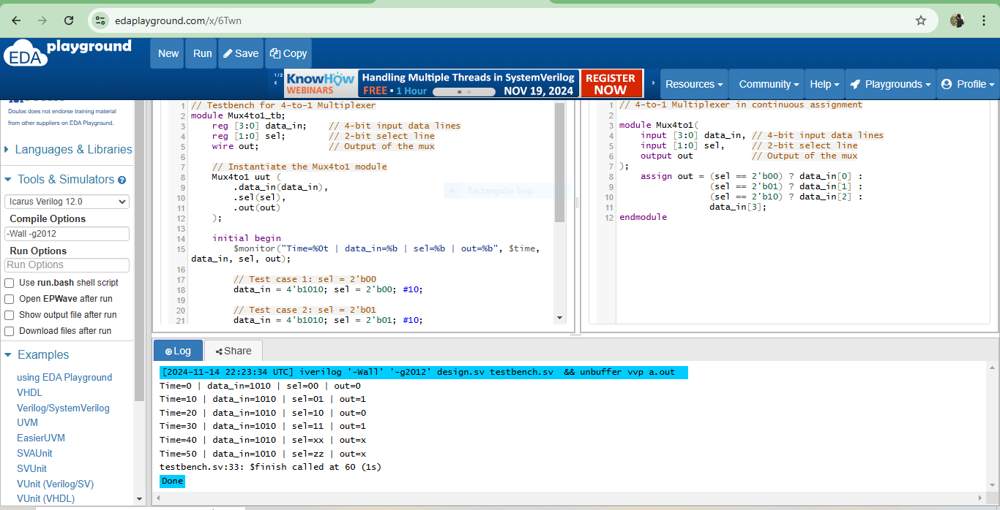 edaplayground.com/x/6Twn
EDA playground
New
Run
Save
Copy
1/2
KnowHow
WEBINARS
Handling Multiple Threads in SystemVerilog
FREE • 1 Hour
NOV 19, 2024
REGISTER
NOW
Resources
Community
Help
Playgrounds
Profile
Doulos does not endorse training material
from other suppliers on EDA Playground.
Languages & Libraries
Tools & Simulators
Icarus Verilog 12.0
Compile Options
-Wall -g2012
Run Options
Run Options
Use run.bash shell script
Open EPWave after run
Show output file after run
Download files after run
Examples
using EDA Playground
VHDL
Verilog/SystemVerilog
UVM
EasierUVM
SVAUnit
SVUnit
VUnit (Verilog/SV)
VUnit (VHDL)
1 // Testbench for 4-to-1 Multiplexer
2 module Mux4to1_tb;
3 reg [3:0] data_in; // 4-bit input data lines
4 reg [1:0] sel; // 2-bit select line
5 wire out; // Output of the mux
6
7 // Instantiate the Mux4to1 module
8 Mux4to1 uut (
9 .data_in(data_in),
10 .sel(sel),
11 .out(out)
12 );
13
14 initial begin
15 $monitor("Time=%0t | data_in=%b | sel=%b | out=%b", $time,
data_in, sel, out);
16
17 // Test case 1: sel = 2'b00
18 data_in = 4'b1010; sel = 2'b00; #10;
19
20 // Test case 2: sel = 2'b01
21 data_in = 4'b1010; sel = 2'b01; #10;
Rectangular Snip
1 // 4-to-1 Multiplexer in continuous assignment
2
3 module Mux4to1(
4 input [3:0] data_in, // 4-bit input data lines
5 input [1:0] sel, // 2-bit select line
6 output out // Output of the mux
7 );
8 assign out = (sel == 2'b00) ? data_in[0] :
9 (sel == 2'b01) ? data_in[1] :
10 (sel == 2'b10) ? data_in[2] :
11 data_in[3];
12 endmodule
Log
Share
[2024-11-14 22:23:34 UTC] iverilog '-Wall' '-g2012' design.sv testbench.sv && unbuffer vvp a.out
Time=0 | data_in=1010 | sel=00 | out=0
Time=10 | data_in=1010 | sel=01 | out=1
Time=20 | data_in=1010 | sel=10 | out=0
Time=30 | data_in=1010 | sel=11 | out=1
Time=40 | data_in=1010 | sel=xx | out=x
Time=50 | data_in=1010 | sel=zz | out=x
testbench.sv:33: $finish called at 60 (1s)
Done